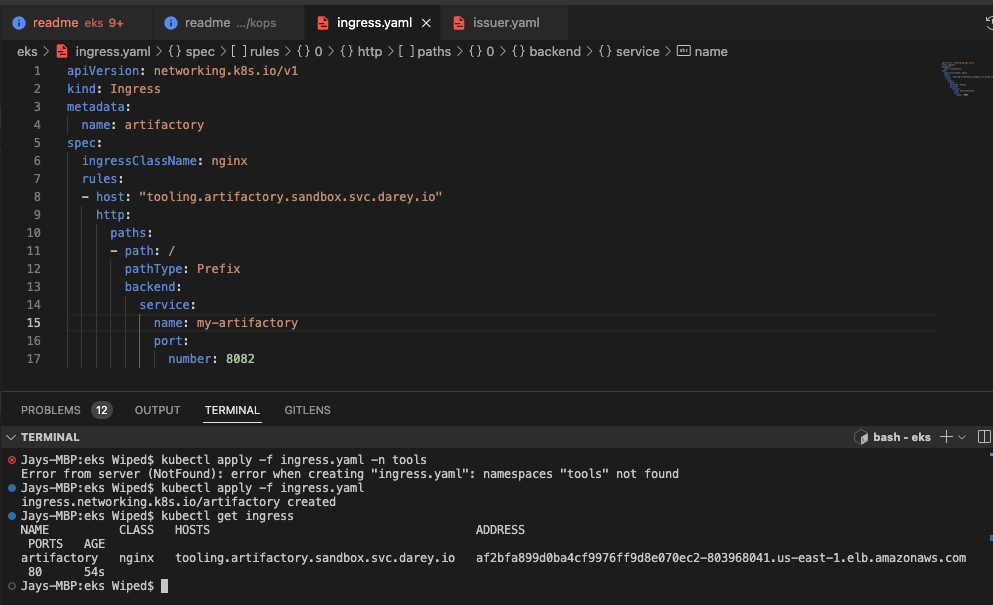 readme eks 9+ readme .../kops ingress.yaml issuer.yaml
eks > ingress.yaml > {} spec > [ ] rules > {} 0 > {} http > [ ] paths > {} 0 > {} backend > {} service > abc name
1 apiVersion: networking.k8s.io/v1
2 kind: Ingress
3 metadata:
4 name: artifactory
5 spec:
6 ingressClassName: nginx
7 rules:
8 - host: "tooling.artifactory.sandbox.svc.darey.io"
9 http:
10 paths:
11 - path: /
12 pathType: Prefix
13 backend:
14 service:
15 name: my-artifactory
16 port:
17 number: 8082
PROBLEMS 12 OUTPUT TERMINAL GITLENS
TERMINAL bash - eks
Jays-MBP:eks Wiped$ kubectl apply -f ingress.yaml -n tools
Error from server (NotFound): error when creating "ingress.yaml": namespaces "tools" not found
Jays-MBP:eks Wiped$ kubectl apply -f ingress.yaml
ingress.networking.k8s.io/artifactory created
Jays-MBP:eks Wiped$ kubectl get ingress
NAME CLASS HOSTS ADDRESS
PORTS AGE
artifactory nginx tooling.artifactory.sandbox.svc.darey.io af2bfa899d0ba4cf9976ff9d8e070ec2-803968041.us-east-1.elb.amazonaws.com
80 54s
Jays-MBP:eks Wiped$